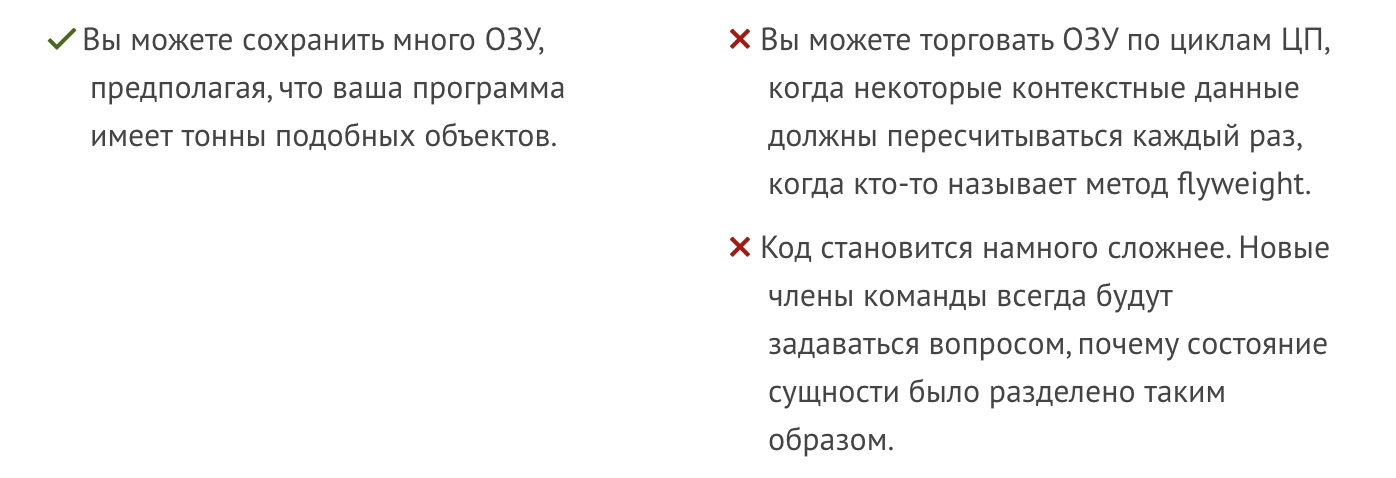 Вы можете сохранить много ОЗУ,
предполагая, что ваша программа
имеет тонны подобных объектов.
Вы можете торговать ОЗУ по циклам ЦП,
когда некоторые контекстные данные
должны пересчитываться каждый раз,
когда кто-то называет метод flyweight.
Код становится намного сложнее. Новые
члены команды всегда будут
задаваться вопросом, почему состояние
сущности было разделено таким
образом.